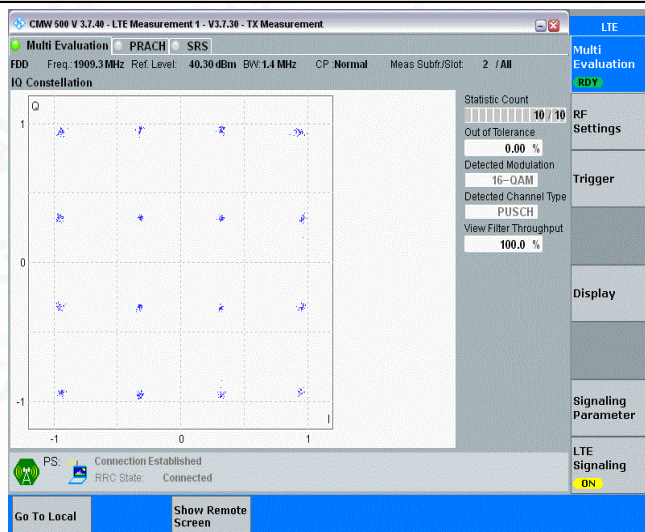 CMW 500 V 3.7.40 - LTE Measurement 1 - V3.7.30 - TX Measurement
LTE
Multi Evaluation PRACH SRS
Multi
Evaluation
RDY
FDD Freq.:1909.3 MHz Ref. Level: 40.30 dBm BW:1.4 MHz CP :Normal Meas Subfr./Slot: 2 / All
IQ Constellation
Q
1
0
-1
-1 0 1
I
Statistic Count
10 / 10
Out of Tolerance
0.00 %
Detected Modulation
16-QAM
Detected Channel Type
PUSCH
View Filter Throughput
100.0 %
RF
Settings
Trigger
Display
Signaling
Parameter
LTE
Signaling
ON
PS: Connection Established
RRC State: Connected
Go To Local
Show Remote
Screen